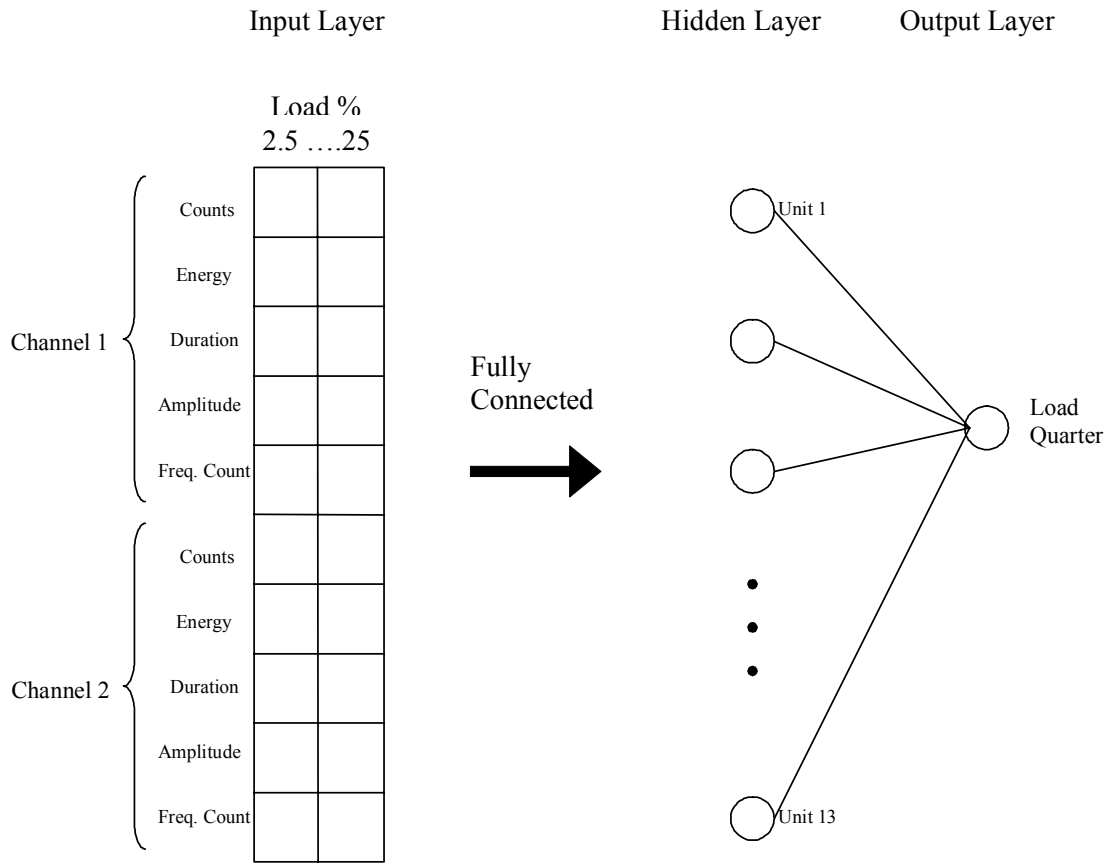 Input Layer
Hidden Layer
Output Layer
Load %
2.5 ….25
Channel 1
Counts
Energy
Duration
Amplitude
Freq. Count
Channel 2
Counts
Energy
Duration
Amplitude
Freq. Count
Fully
Connected
Unit 1
Unit 13
Load
Quarter